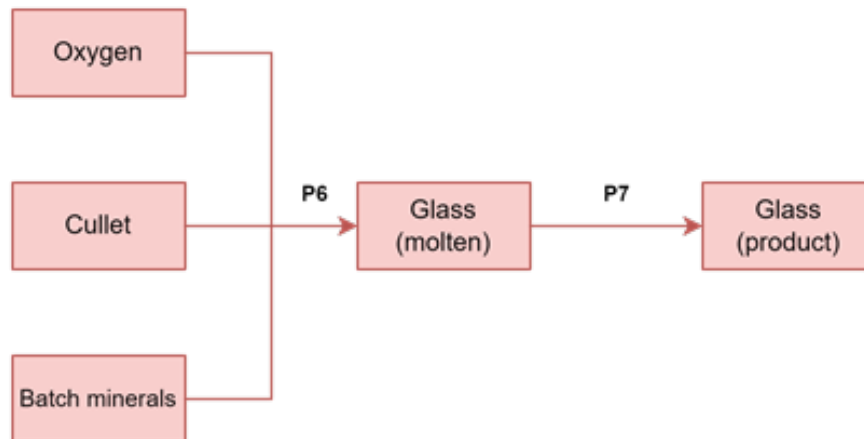 Oxygen
Cullet
Batch minerals
P6
Glass
(molten)
P7
Glass
(product)